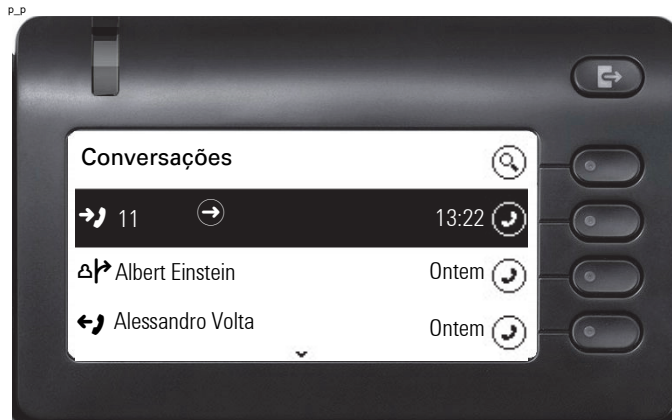 p_p
Conversações
11 13:22
Albert Einstein Ontem
Alessandro Volta Ontem